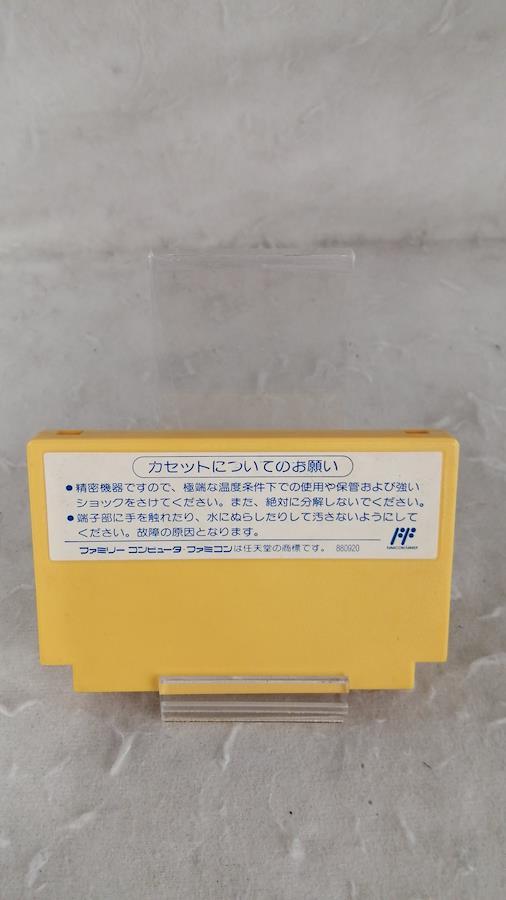 カセットについてのお願い
●精密機器ですので、極端な温度条件下での使用や保管および強い
ショックをさけてください。また、絶対に分解しないでください。
●端子部に手を触れたり、水にぬらしたりして汚さないようにして
ください。故障の原因となります。
ファミリー コンピュータ・ファミコンは任天堂の商標です。 880920
FF